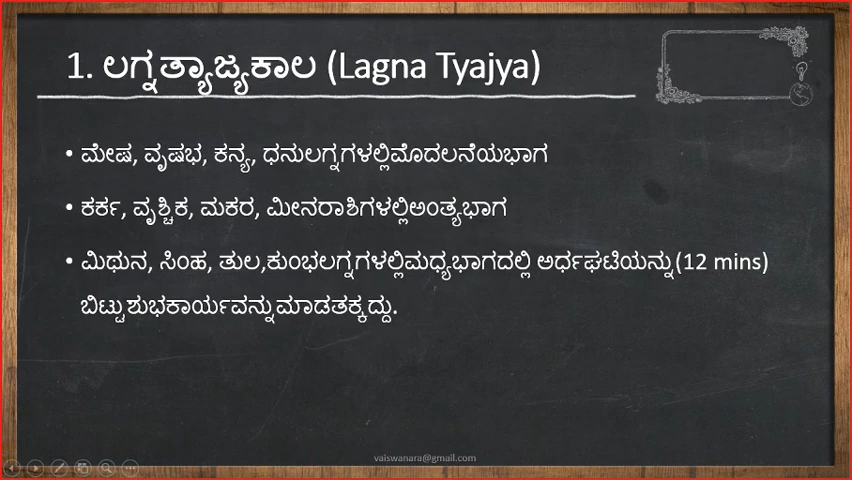 1. ಲಗ್ನತ್ಯಾಜ್ಯಕಾಲ (Lagna Tyajya)
• ಮೇಷ, ವೃಷಭ, ಕನ್ಯ, ಧನುಲಗ್ನಗಳಲ್ಲಿಮೊದಲನೆಯಭಾಗ
• ಕರ್ಕ, ವೃಶ್ಚಿಕ, ಮಕರ, ಮೀನರಾಶಿಗಳಲ್ಲಿಅಂತ್ಯಭಾಗ
• ಮಿಥುನ, ಸಿಂಹ, ತುಲ,ಕುಂಭಲಗ್ನಗಳಲ್ಲಿಮಧ್ಯಭಾಗದಲ್ಲಿ ಅರ್ಧಘಟಿಯನ್ನು(12 mins)
ಬಿಟ್ಟುಶುಭಕಾರ್ಯವನ್ನುಮಾಡತಕ್ಕದ್ದು.
vaiswanara@gmail.com